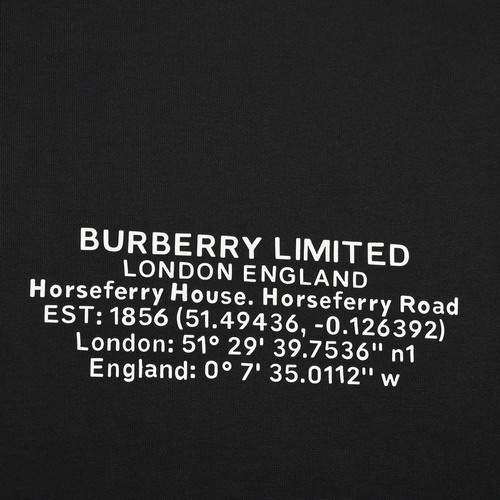 BURBERRY LIMITED
LONDON ENGLAND
Horseferry House. Horseferry Road
EST: 1856 (51.49436, -0.126392)
London: 51° 29' 39.7536'' n1
England: 0° 7' 35.0112'' w